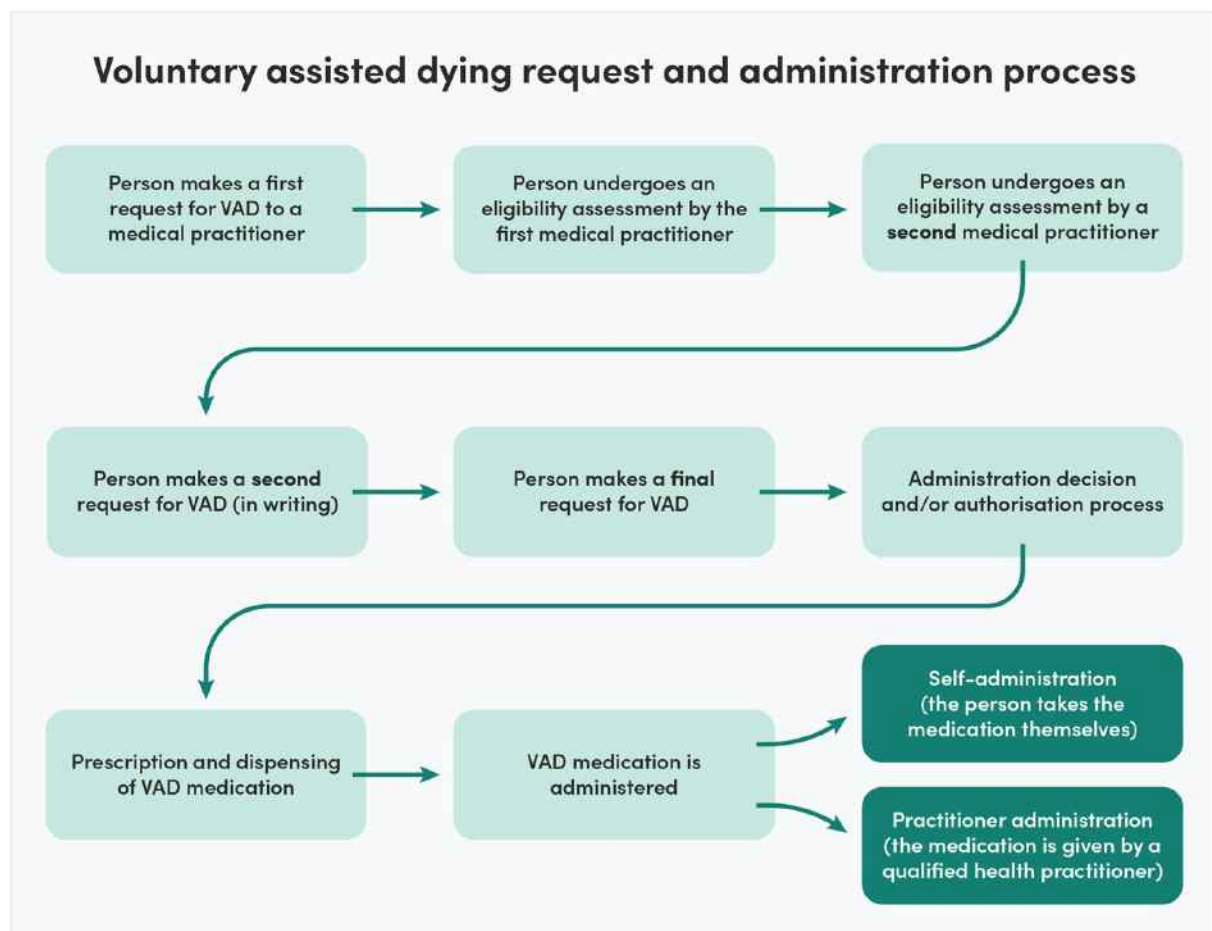 Voluntary assisted dying request and administration process
Person makes a first
request for VAD to a
medical practitioner
Person undergoes an
eligibility assessment by the
first medical practitioner
Person undergoes an
eligibility assessment by a
second medical practitioner
Person makes a second
request for VAD (in writing)
Person makes a final
request for VAD
Administration decision
and/or authorisation process
Prescription and dispensing
of VAD medication
VAD medication is
administered
Self-administration
(the person takes the
medication themselves)
Practitioner administration
(the medication is given by a
qualified health practitioner)